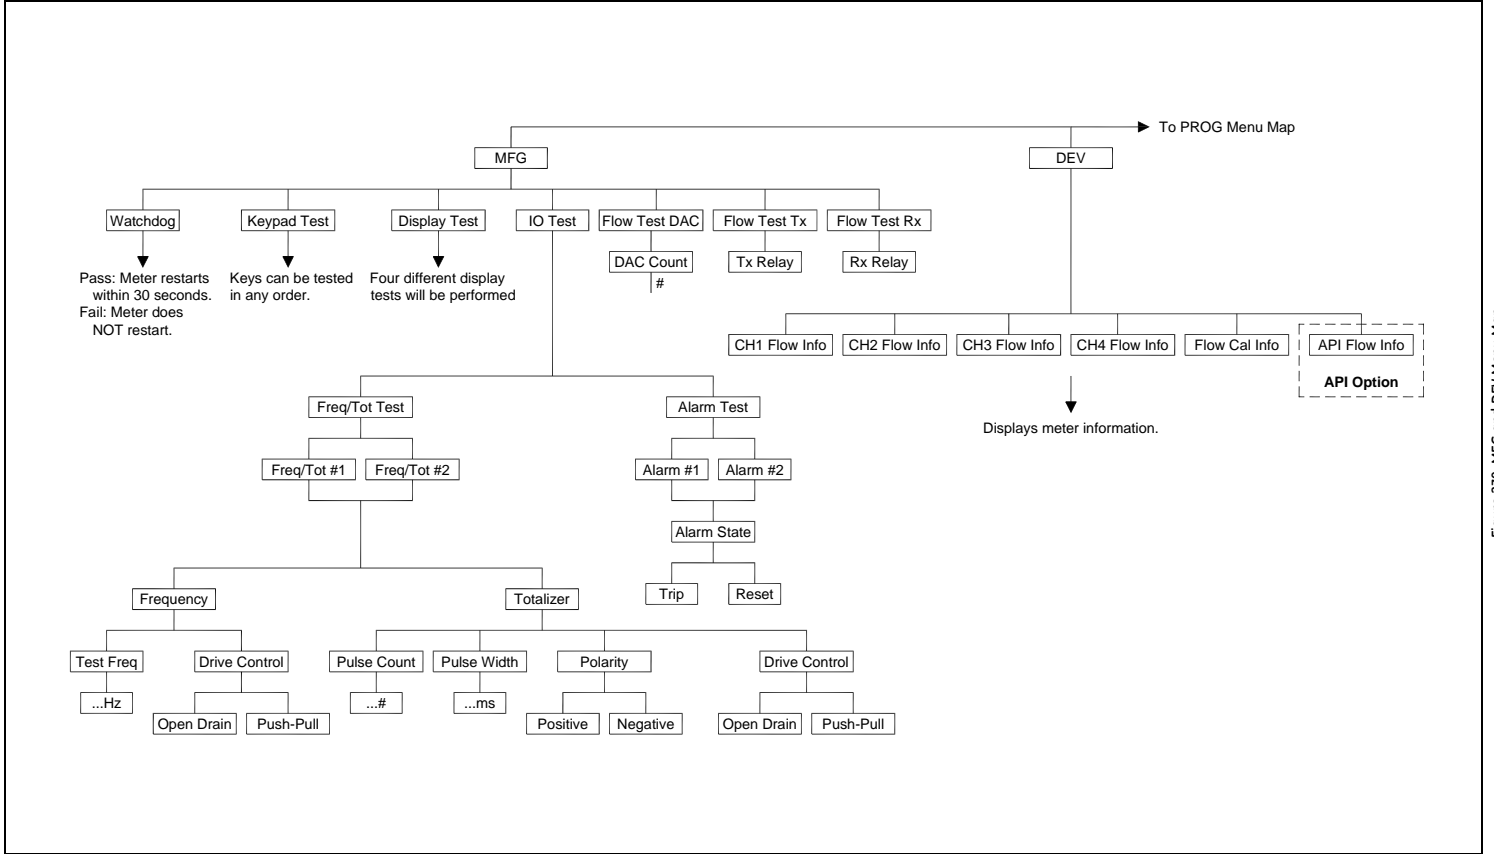 To PROG Menu Map
MFG
DEV
Watchdog
Keypad Test
Display Test
IO Test
Flow Test DAC
Flow Test Tx
Flow Test Rx
DAC Count
Tx Relay
Rx Relay
#
Pass: Meter restarts
within 30 seconds.
Fail: Meter does
NOT restart.
Keys can be tested
in any order.
Four different display
tests will be performed
CH1 Flow Info
CH2 Flow Info
CH3 Flow Info
CH4 Flow Info
Flow Cal Info
API Flow Info
API Option
Displays meter information.
Freq/Tot Test
Alarm Test
Freq/Tot #1
Freq/Tot #2
Alarm #1
Alarm #2
Alarm State
Trip
Reset
Frequency
Totalizer
Test Freq
Drive Control
Pulse Count
Pulse Width
Polarity
Drive Control
...Hz
...#
...ms
Open Drain
Push-Pull
Positive
Negative
Open Drain
Push-Pull